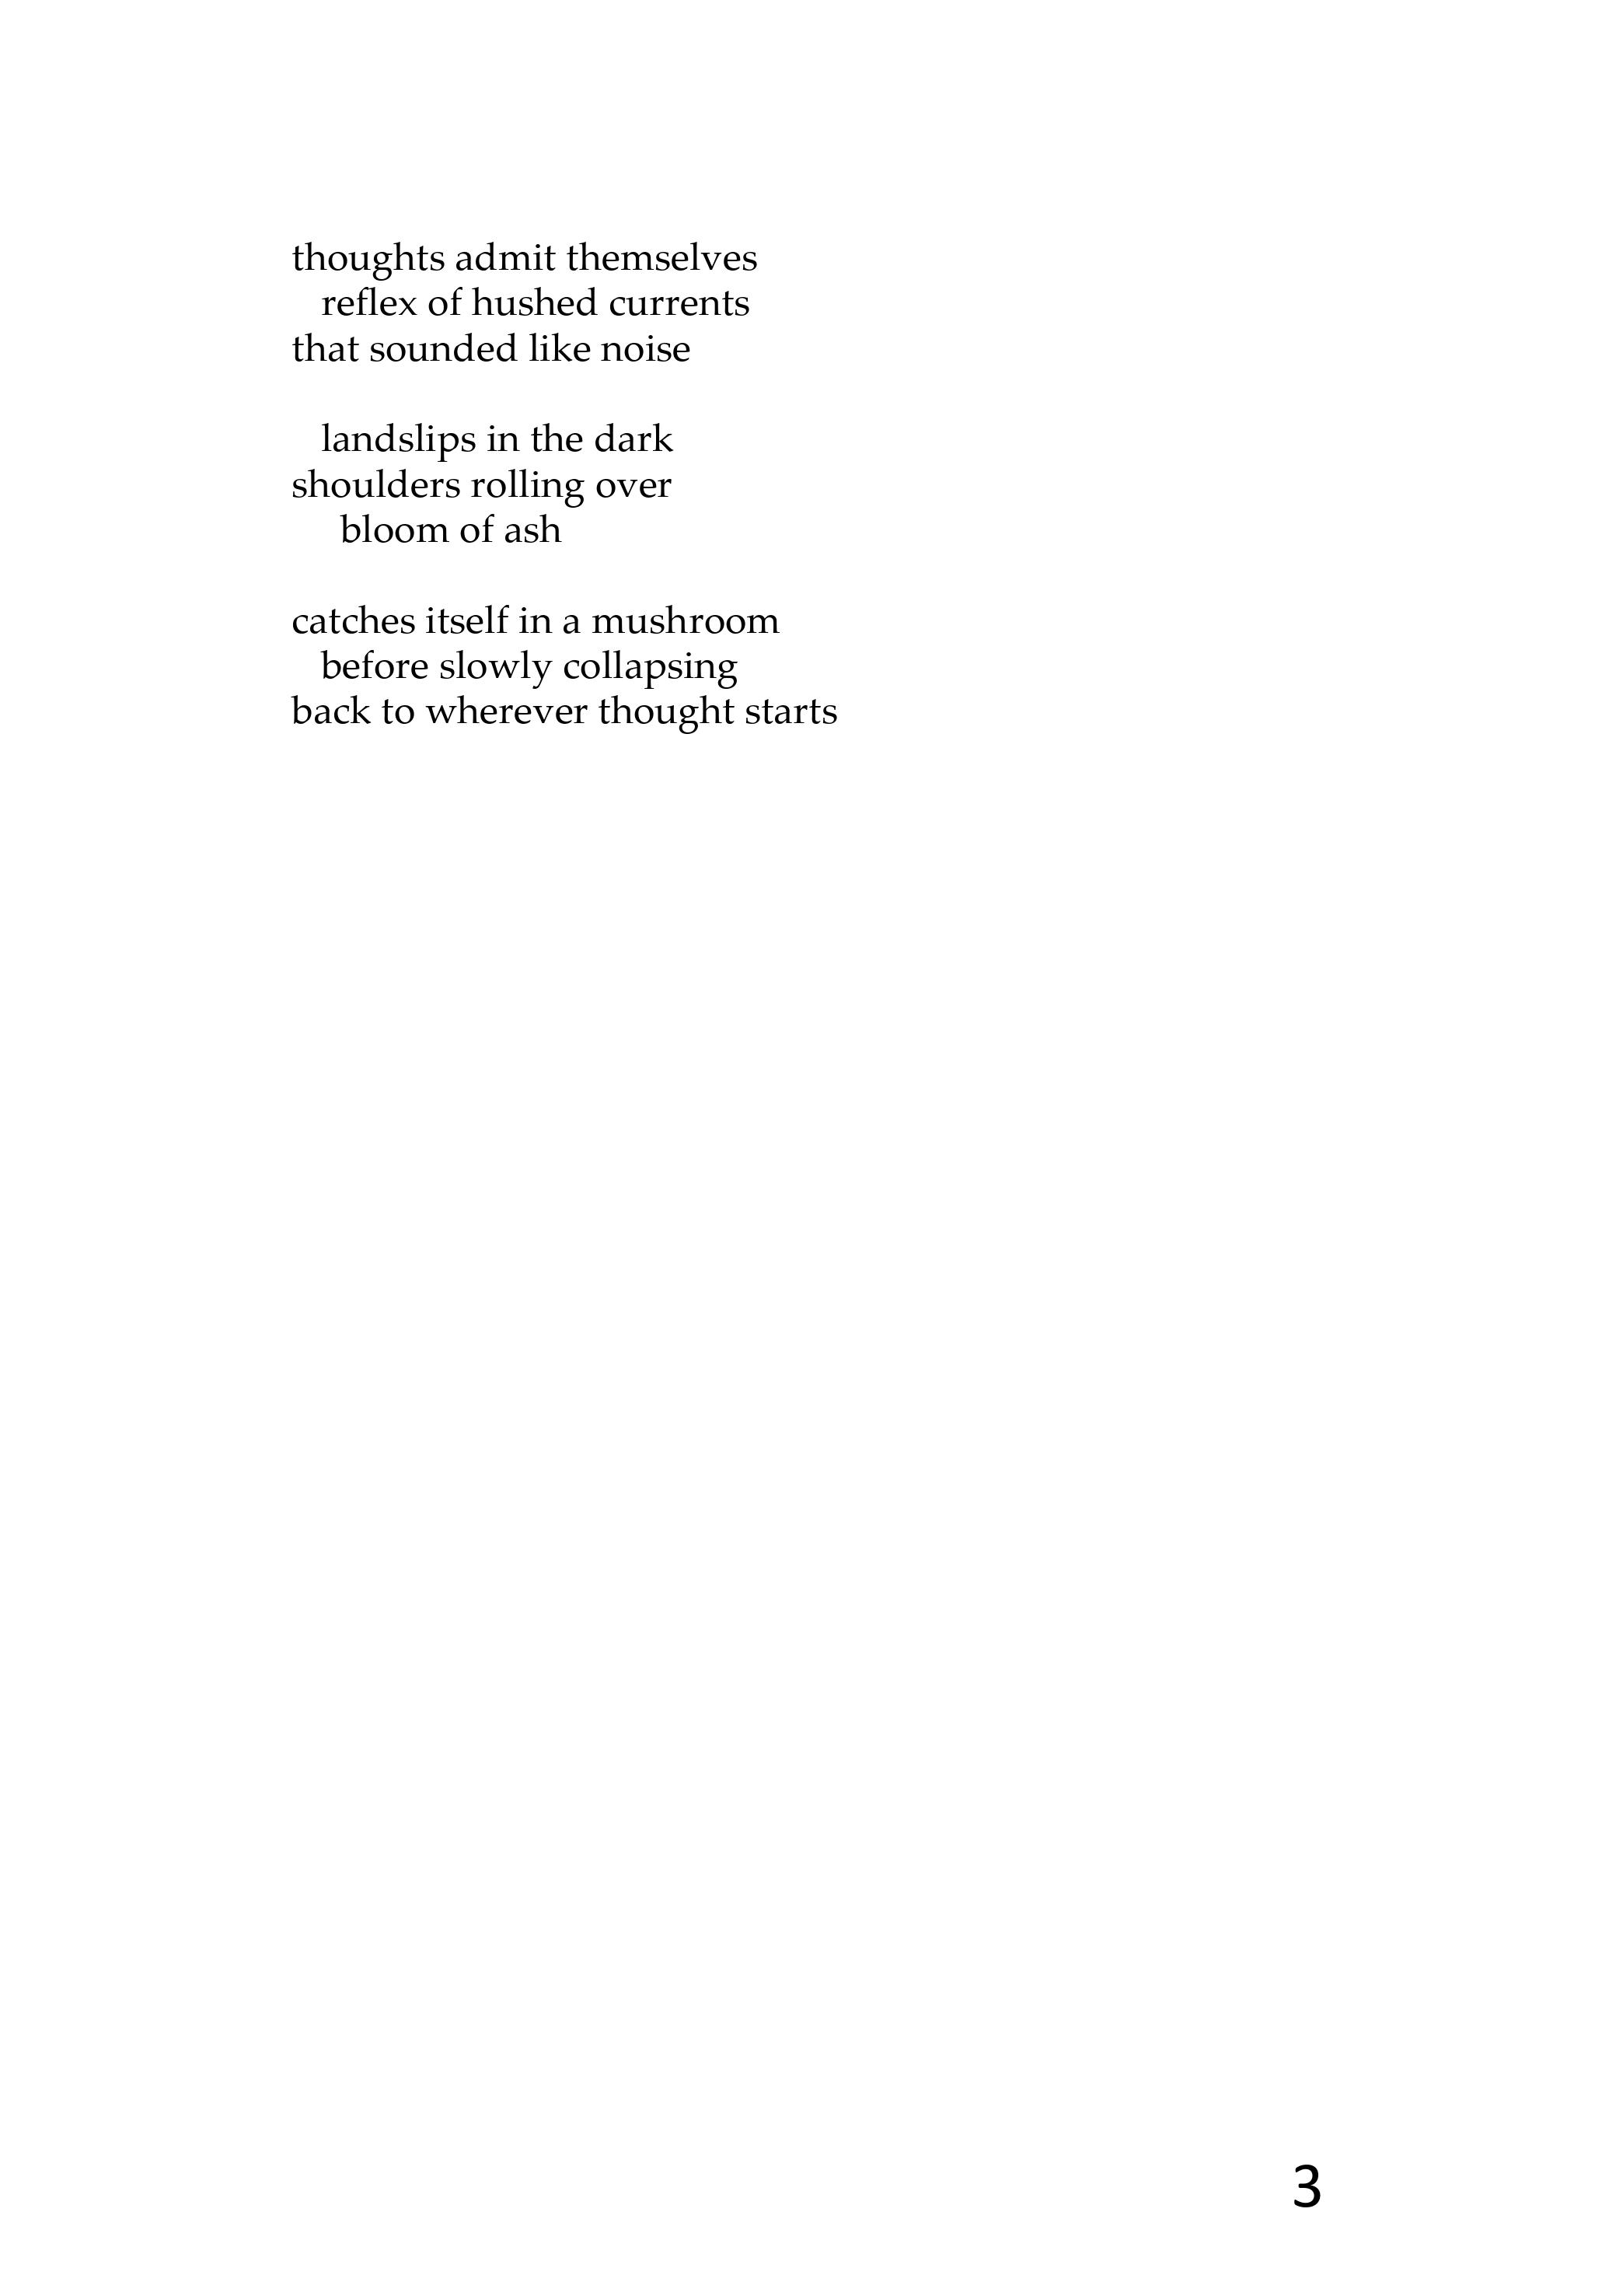 thoughts admit themselves
reflex of hushed currents
that sounded like noise
landslips in the dark
shoulders rolling over
bloom of ash
catches itself in a mushroom
before slowly collapsing
back to wherever thought starts
3